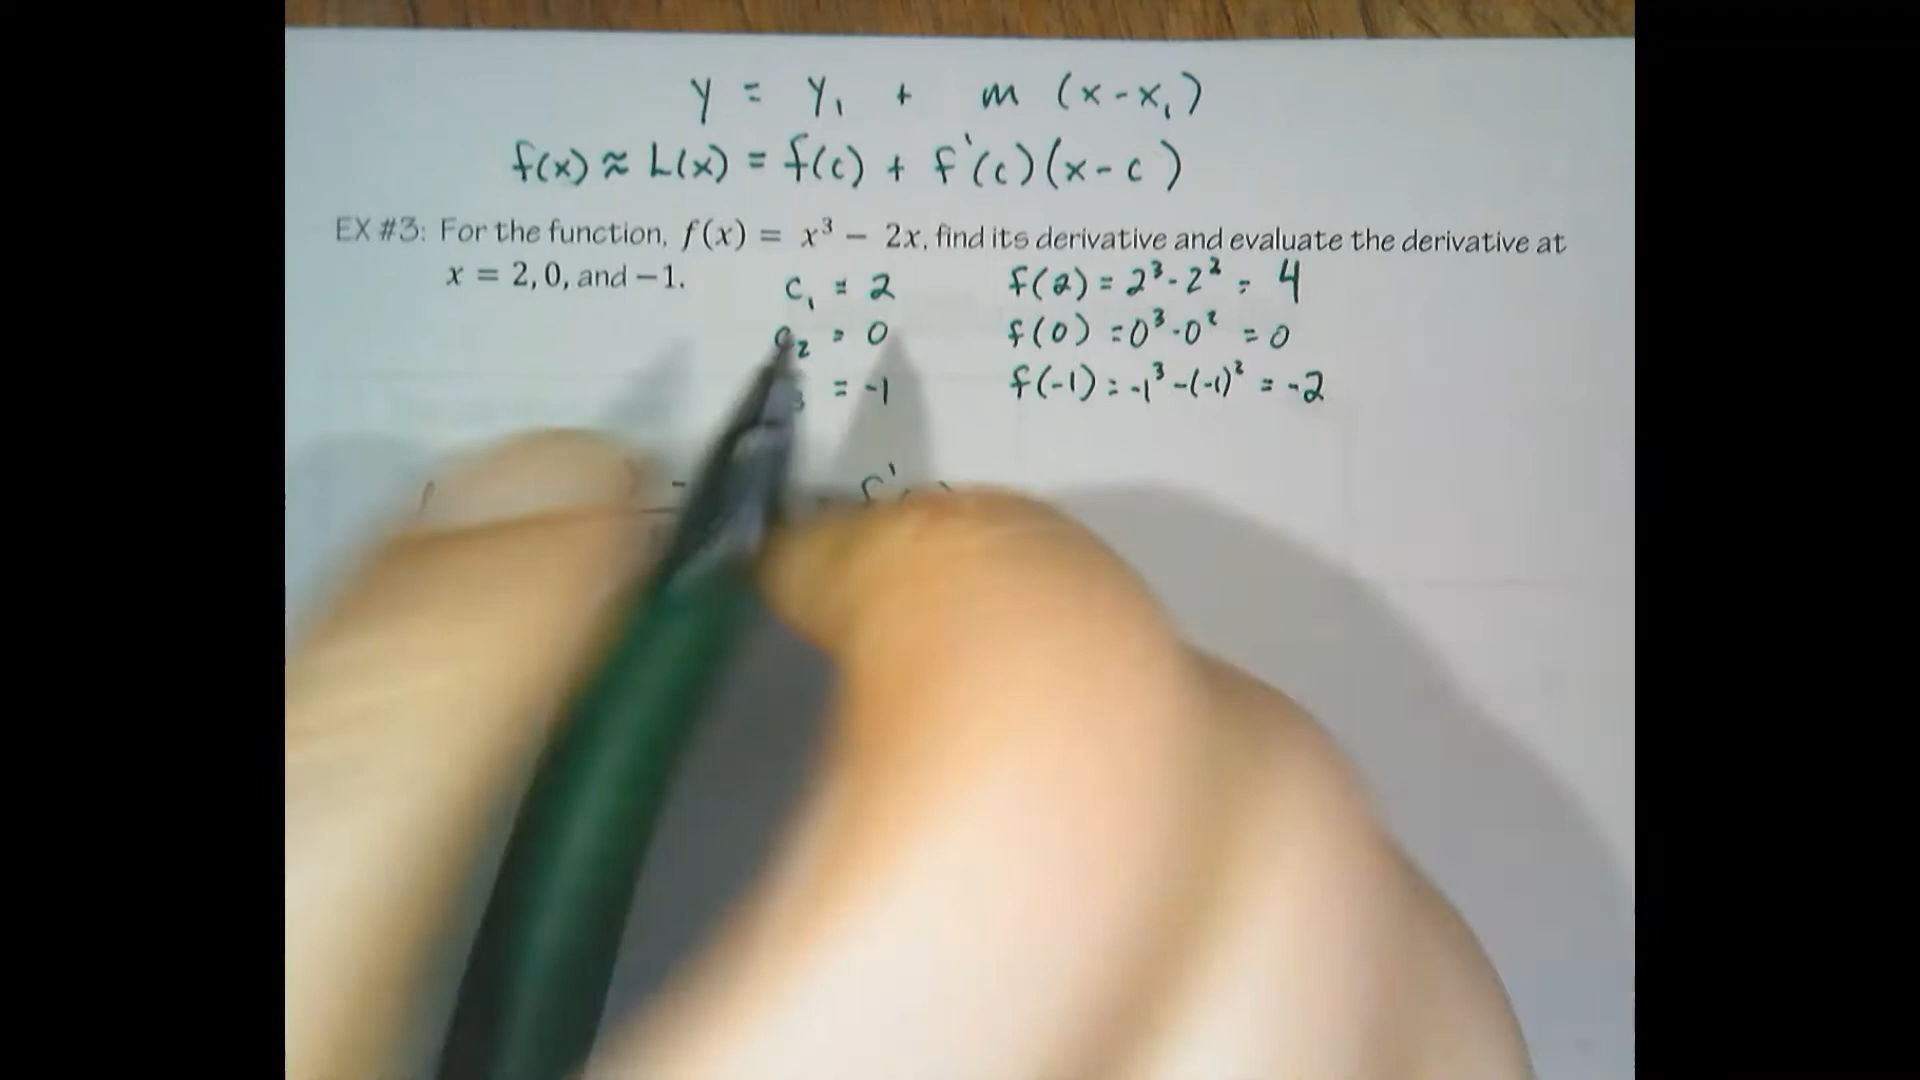 y = y₁ + m (x-x₁)
f(x) ≈ L(x) = f(c) + f'(c)(x-c)
EX #3: For the function, f(x) = x³ − 2x, find its derivative and evaluate the derivative at
x = 2, 0, and −1.
c₁ = 2 f(2) = 2³-2² = 4
c₂ = 0 f(0) = 0³-0² = 0
₃ = -1 f(-1) = -1³-(-1)² = -2